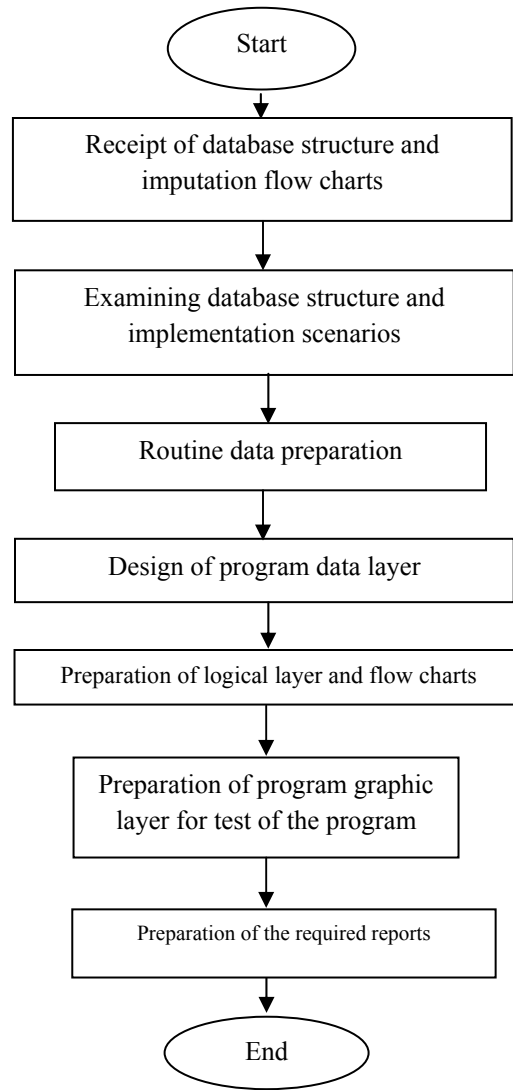 Start
Receipt of database structure and
imputation flow charts
Examining database structure and
implementation scenarios
Routine data preparation
Design of program data layer
Preparation of logical layer and flow charts
Preparation of program graphic
layer for test of the program
Preparation of the required reports
End